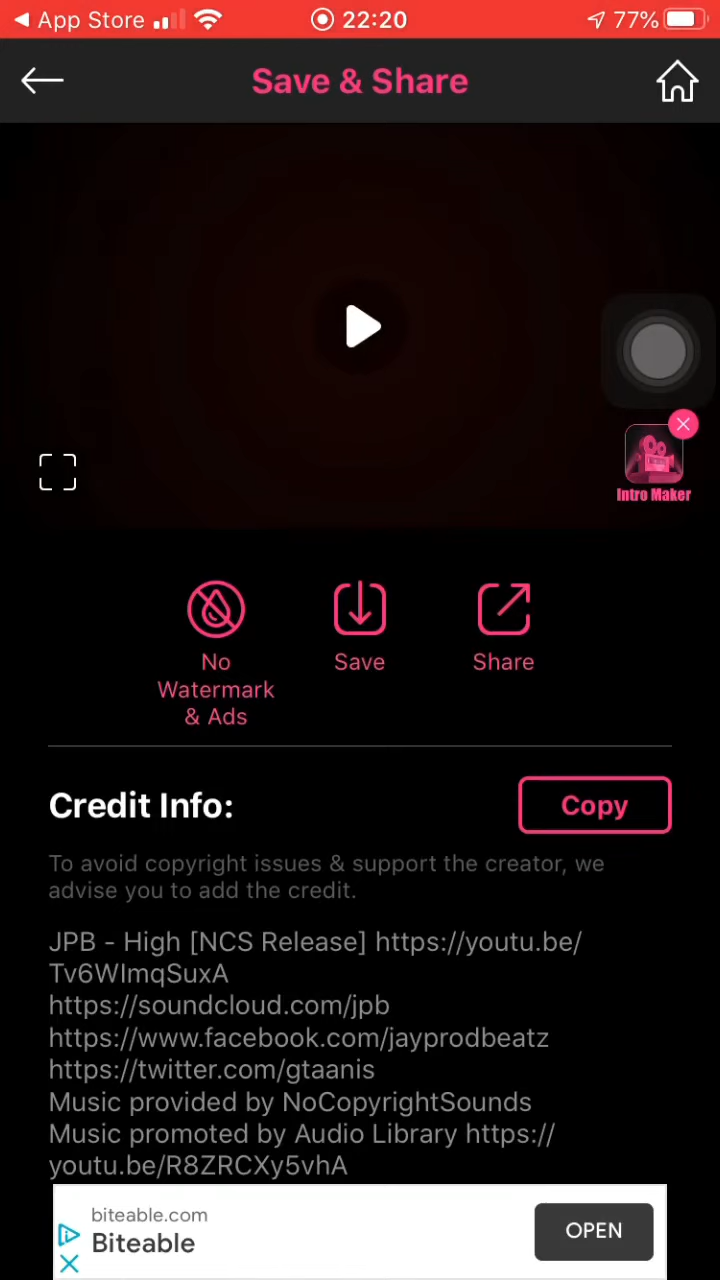 App Store 22:20 77%
Save & Share
Intro Maker
No
Watermark
& Ads
Save
Share
Credit Info:
Copy
To avoid copyright issues & support the creator, we
advise you to add the credit.
JPB - High [NCS Release] https://youtu.be/
Tv6WImqSuxA
https://soundcloud.com/jpb
https://www.facebook.com/jayprodbeatz
https://twitter.com/gtaanis
Music provided by NoCopyrightSounds
Music promoted by Audio Library https://
youtu.be/R8ZRCXy5vhA
biteable.com
Biteable
OPEN